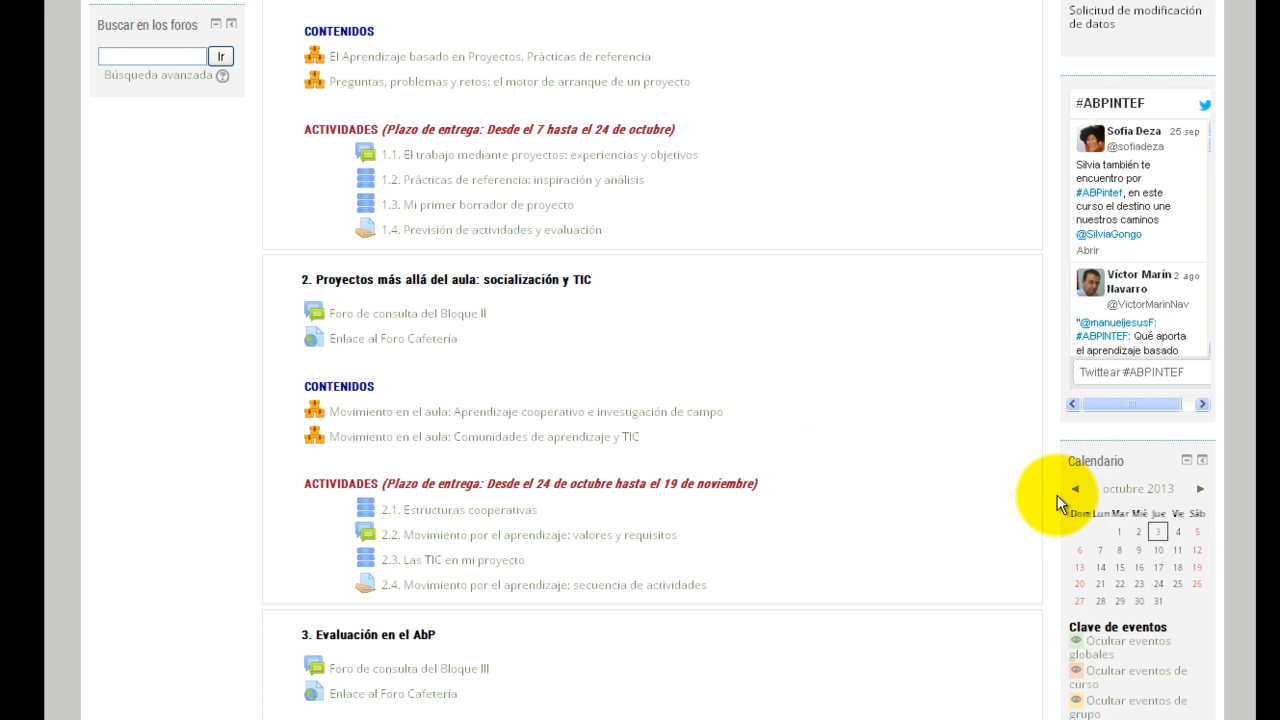 Buscar en los foros
Ir
Búsqueda avanzada
CONTENIDOS
El Aprendizaje basado en Proyectos. Prácticas de referencia
Preguntas, problemas y retos: el motor de arranque de un proyecto
ACTIVIDADES (Plazo de entrega: Desde el 7 hasta el 24 de octubre)
1.1. El trabajo mediante proyectos: experiencias y objetivos
1.2. Prácticas de referencia: inspiración y análisis
1.3. Mi primer borrador de proyecto
1.4. Previsión de actividades y evaluación
2. Proyectos más allá del aula: socialización y TIC
Foro de consulta del Bloque II
Enlace al Foro Cafetería
CONTENIDOS
Movimiento en el aula: Aprendizaje cooperativo e investigación de campo
Movimiento en el aula: Comunidades de aprendizaje y TIC
ACTIVIDADES (Plazo de entrega: Desde el 24 de octubre hasta el 19 de noviembre)
2.1. Estructuras cooperativas
2.2. Movimiento por el aprendizaje: valores y requisitos
2.3. Las TIC en mi proyecto
2.4. Movimiento por el aprendizaje: secuencia de actividades
3. Evaluación en el AbP
Foro de consulta del Bloque III
Enlace al Foro Cafetería
Solicitud de modificación
de datos
#ABPINTEF
Sofía Deza 25 sep
@sofiadeza
Silvia también te
encuentro por
#ABPintef, en este
curso el destino une
nuestros caminos
@SilviaGongo
Abrir
Víctor Marín 2 ago
Navarro
@VictorMarinNav
"@manueljesusF:
#ABPINTEF: Qué aporta
el aprendizaje basado
Twittear #ABPINTEF
Calendario
octubre 2013
Dom Lun Mar Mié Jue Vie Sáb
1 2 3 4 5
6 7 8 9 10 11 12
13 14 15 16 17 18 19
20 21 22 23 24 25 26
27 28 29 30 31
Clave de eventos
Ocultar eventos
globales
Ocultar eventos de
curso
Ocultar eventos de
grupo